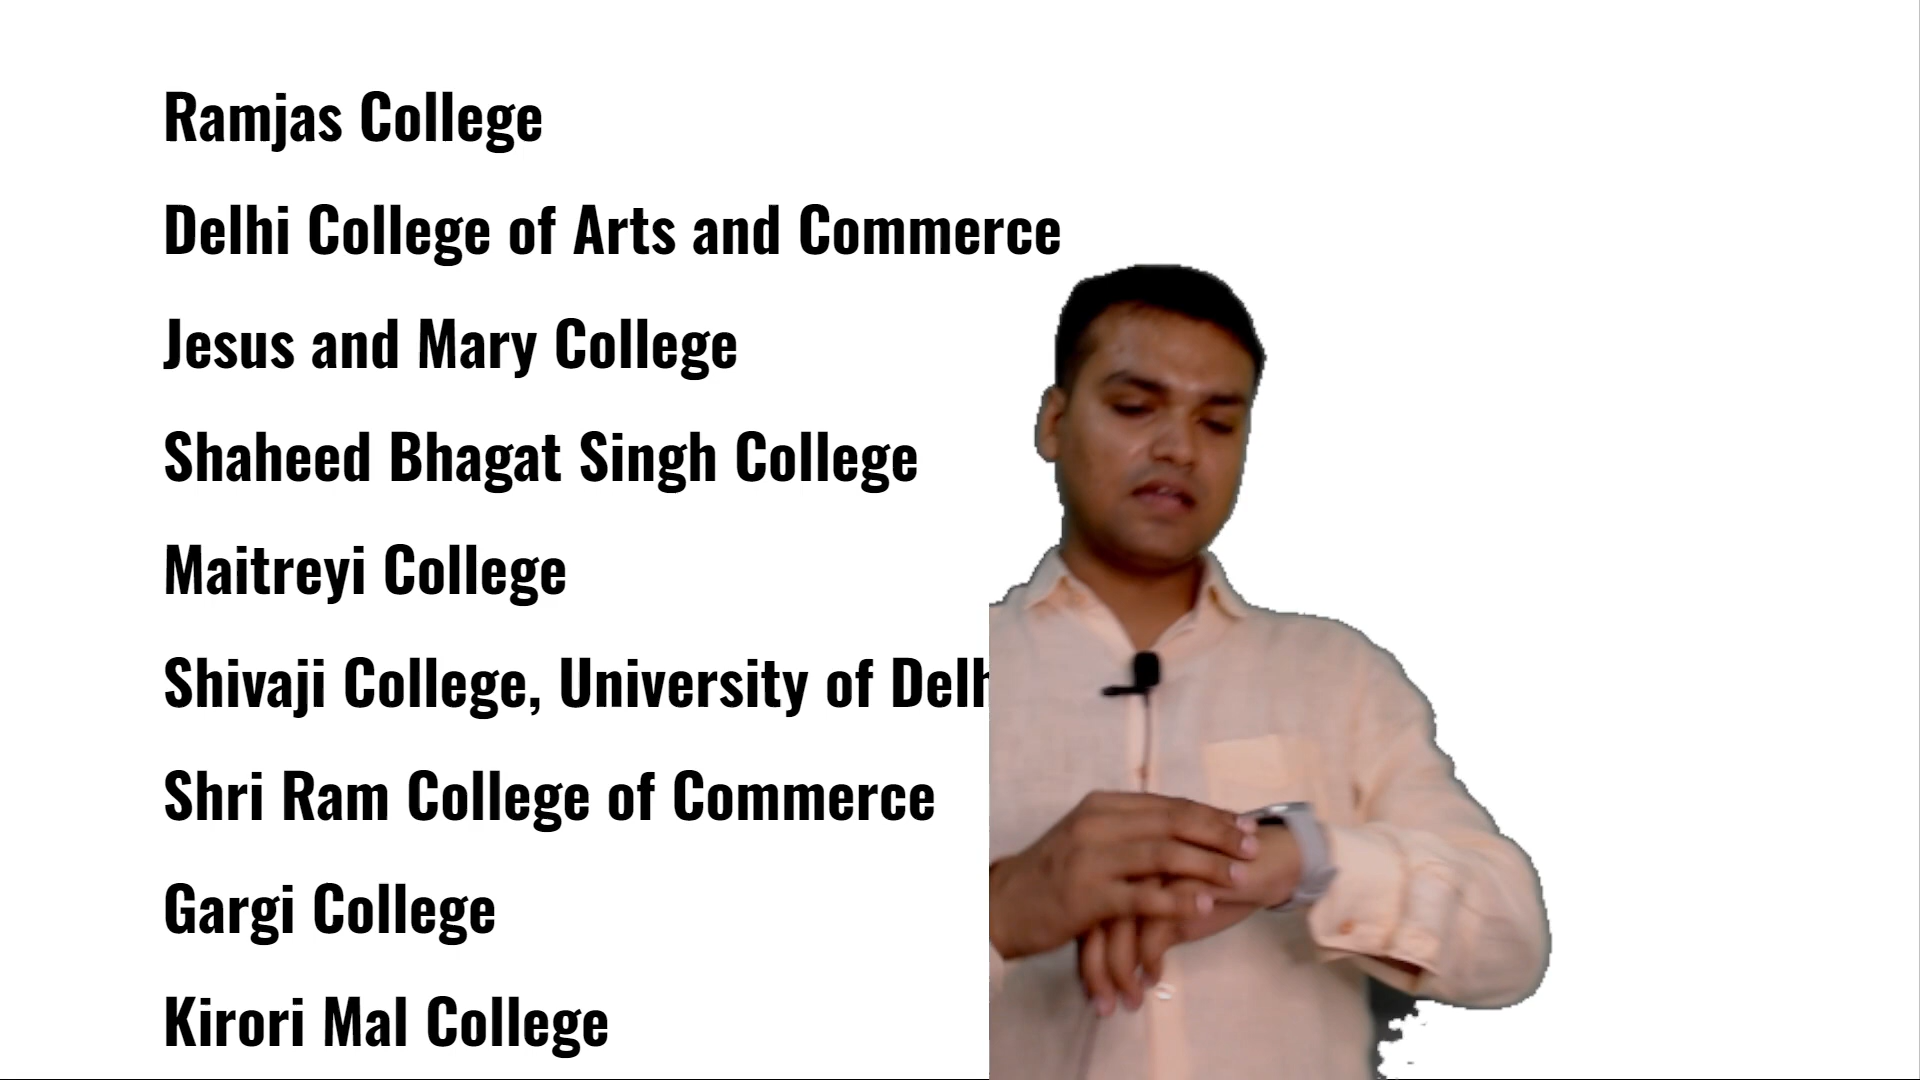 Ramjas College
Delhi College of Arts and Commerce
Jesus and Mary College
Shaheed Bhagat Singh College
Maitreyi College
Shivaji College, University of Delh
Shri Ram College of Commerce
Gargi College
Kirori Mal College